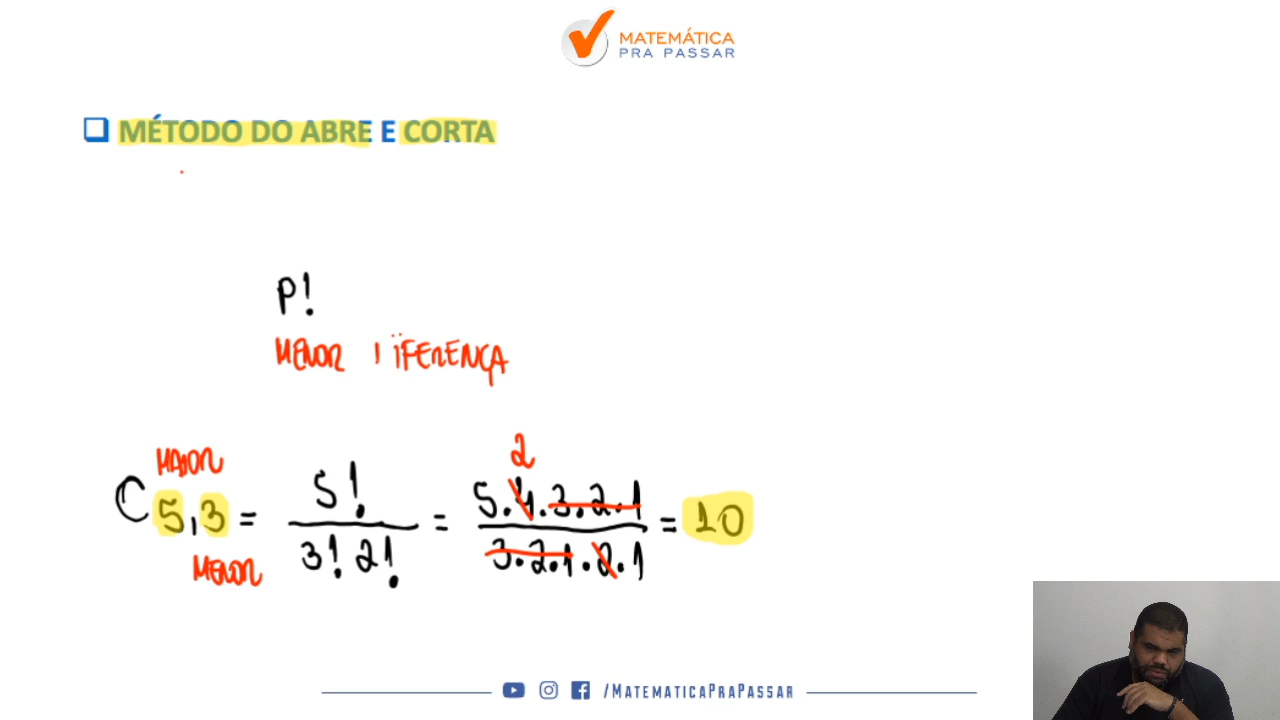 MATEMÁTICA
PRA PASSAR
MÉTODO DO ABRE E CORTA
P!
MENOR IFERENÇA
MAIOR
C 5,3 = 5! / 3! 2! = 5.4.3.2.1 / 3.2.1.2.1 = 10
2
MENOR
/MATEMATICAPRAPASSAR